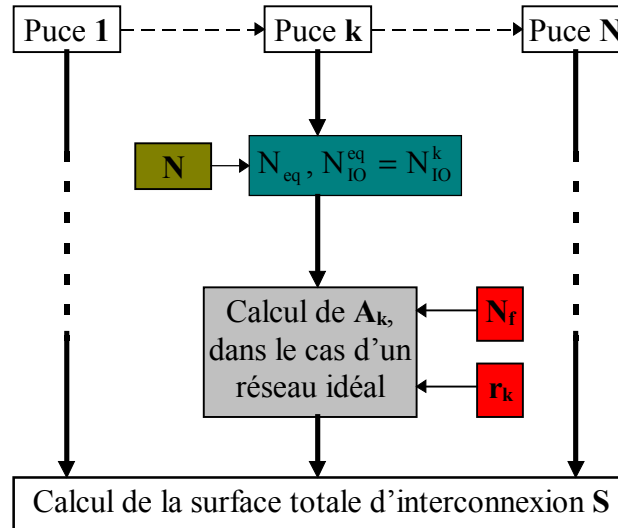 Puce 1
Puce k
Puce N
N
N_eq, N_IO^eq = N_IO^k
Calcul de A_k,
dans le cas d'un
réseau idéal
N_f
r_k
Calcul de la surface totale d'interconnexion S